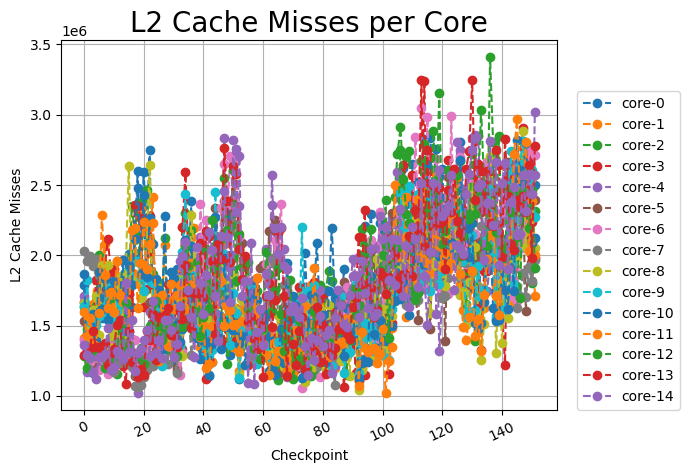 L2 Cache Misses per Core
1e6
3.5
3.0
2.5
2.0
1.5
1.0
L2 Cache Misses
0
20
40
60
80
100
120
140
Checkpoint
core-0
core-1
core-2
core-3
core-4
core-5
core-6
core-7
core-8
core-9
core-10
core-11
core-12
core-13
core-14